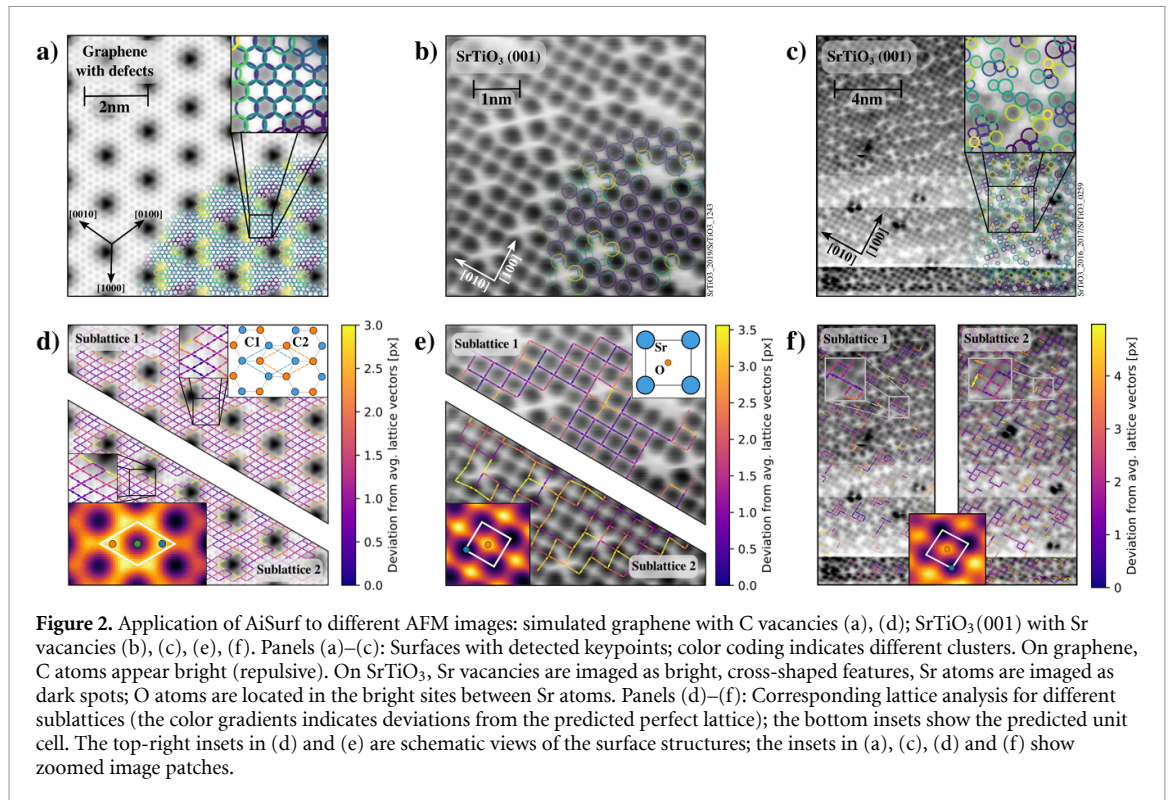 a)
Graphene
with defects
2nm
[0010]
[0100]
[1000]
b)
SrTiO₃ (001)
1nm
[010]
[100]
SrTiO3_2019/SrTiO3_1243
c)
SrTiO₃ (001)
4nm
[010]
[100]
SrTiO3_2016_2017/SrTiO3_0259
d)
Sublattice 1
C1 C2
Sublattice 2
3.0
2.5
2.0
1.5
1.0
0.5
0.0
Deviation from avg. lattice vectors [px]
e)
Sublattice 1
Sr
O
Sublattice 2
3.5
3.0
2.5
2.0
1.5
1.0
0.5
0.0
Deviation from avg. lattice vectors [px]
f)
Sublattice 1
Sublattice 2
4
3
2
1
0
Deviation from avg. lattice vectors [px]
Figure 2. Application of AiSurf to different AFM images: simulated graphene with C vacancies (a), (d); SrTiO₃(001) with Sr
vacancies (b), (c), (e), (f). Panels (a)–(c): Surfaces with detected keypoints; color coding indicates different clusters. On graphene,
C atoms appear bright (repulsive). On SrTiO₃, Sr vacancies are imaged as bright, cross-shaped features, Sr atoms are imaged as
dark spots; O atoms are located in the bright sites between Sr atoms. Panels (d)–(f): Corresponding lattice analysis for different
sublattices (the color gradients indicates deviations from the predicted perfect lattice); the bottom insets show the predicted unit
cell. The top-right insets in (d) and (e) are schematic views of the surface structures; the insets in (a), (c), (d) and (f) show
zoomed image patches.